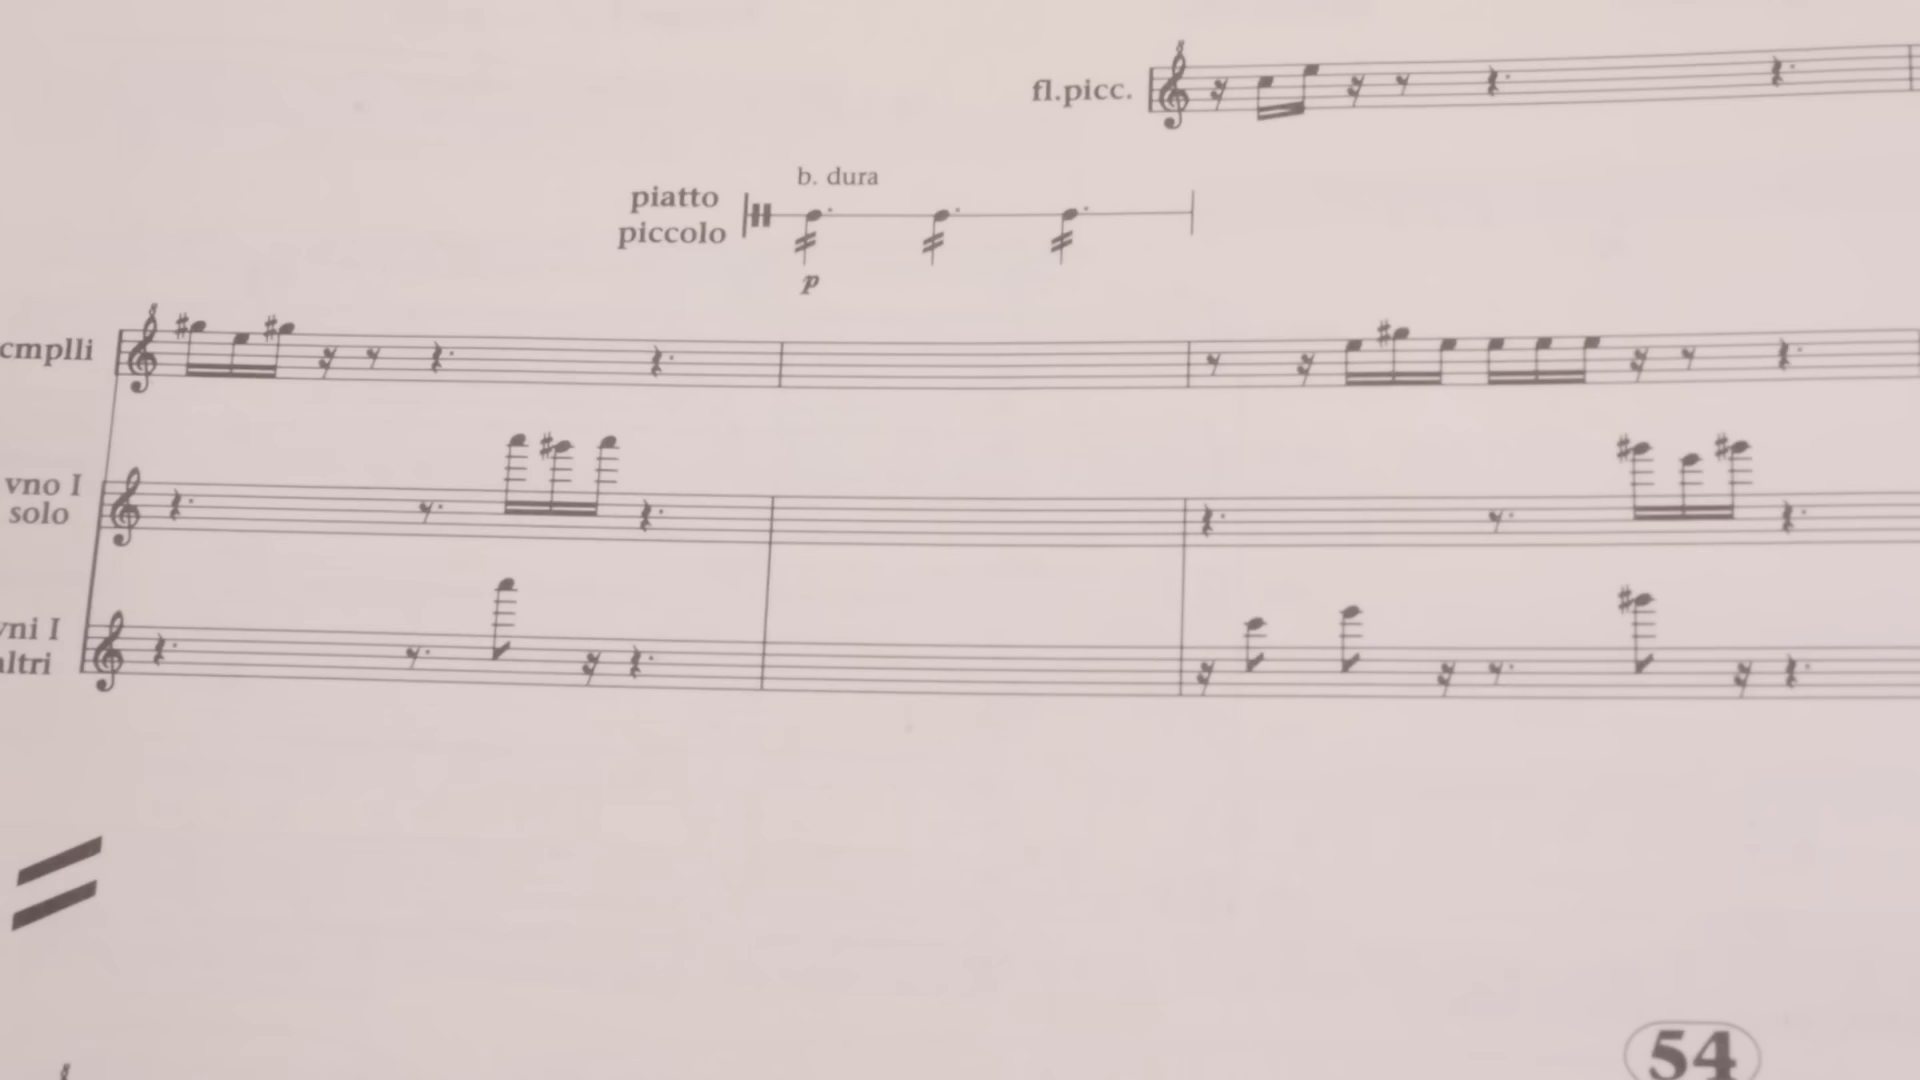 fl.picc.
b. dura
piatto
piccolo
p
cmplli
vno I
solo
vni I
altri
54